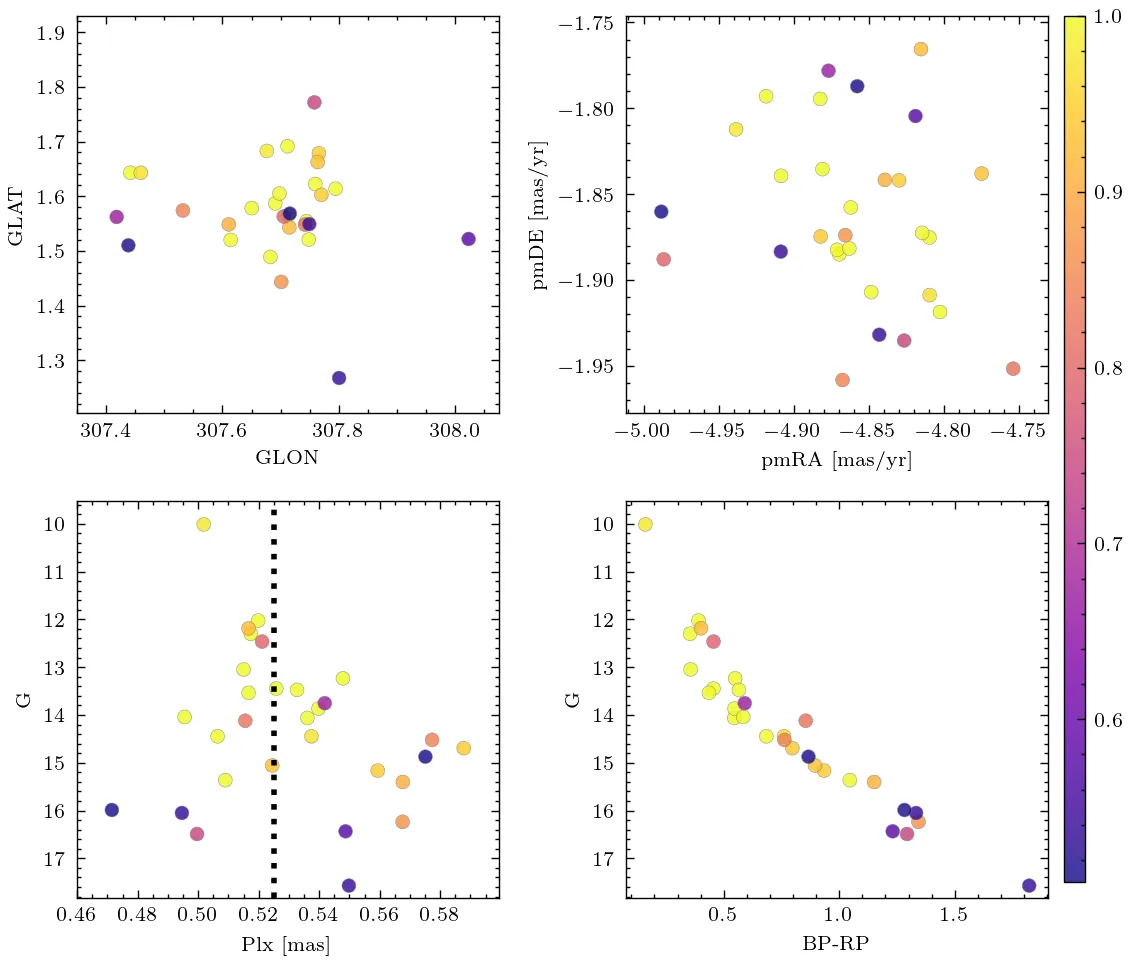 1.9
1.8
1.7
1.6
1.5
1.4
1.3
GLAT
307.4 307.6 307.8 308.0
GLON
−1.75
−1.80
−1.85
−1.90
−1.95
pmDE [mas/yr]
−5.00 −4.95 −4.90 −4.85 −4.80 −4.75
pmRA [mas/yr]
1.0
0.9
0.8
0.7
0.6
10
11
12
13
14
15
16
17
G
0.46 0.48 0.50 0.52 0.54 0.56 0.58
Plx [mas]
10
11
12
13
14
15
16
17
G
0.5 1.0 1.5
BP-RP